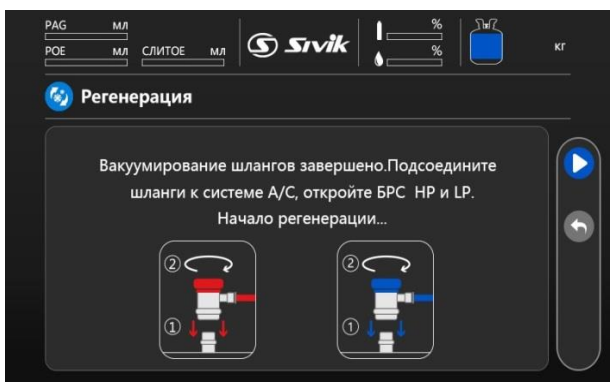 PAG мл
POE мл СЛИТОЕ мл Sivik % % кг
Регенерация
Вакуумирование шлангов завершено.Подсоедините
шланги к системе А/С, откройте БРС HP и LP.
Начало регенерации...
2 2
1 1